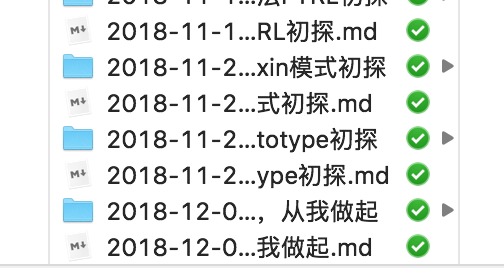 2018-11-1...RL初探.md
2018-11-2...xin模式初探
2018-11-2...式初探.md
2018-11-2...totype初探
2018-11-2...ype初探.md
2018-12-0...，从我做起
2018-12-0...我做起.md